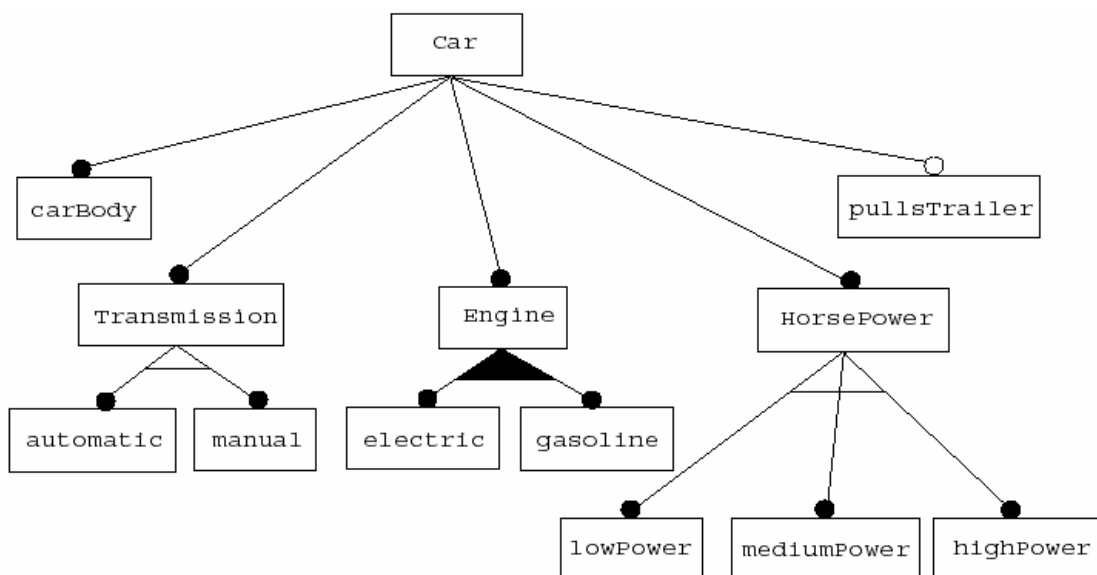 Car
carBody
pullsTrailer
Transmission
Engine
HorsePower
automatic
manual
electric
gasoline
lowPower
mediumPower
highPower